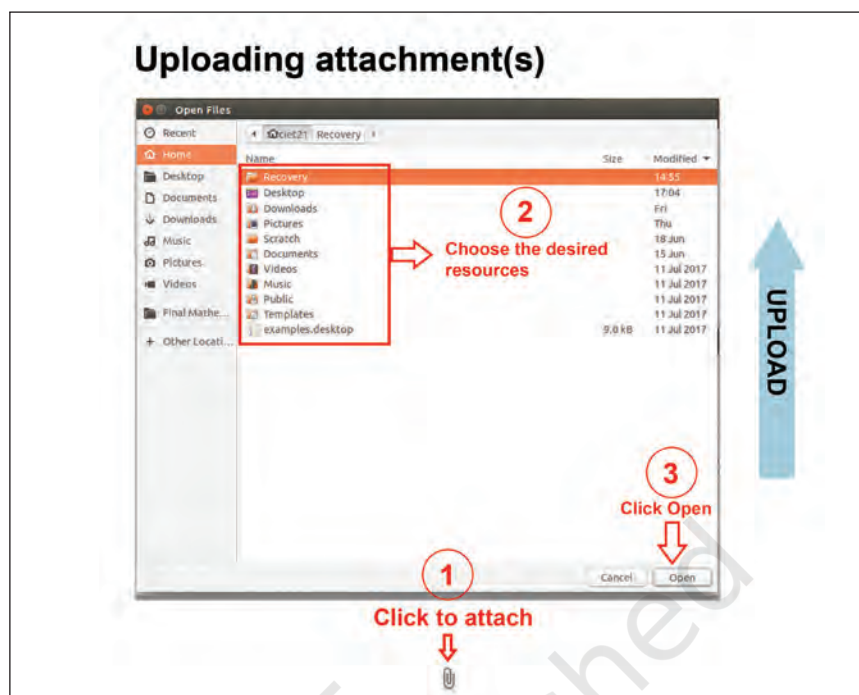 Uploading attachment(s)
Open Files
Recent
Home
Desktop
Documents
Downloads
Music
Pictures
Videos
Final Mathe...
+ Other Locati...
ciet21 Recovery
Name Size Modified
Recovery 14:55
Desktop 17:04
Downloads Fri
Pictures Thu
Scratch 18 Jun
Documents 15 Jun
Videos 11 Jul 2017
Music 11 Jul 2017
Public 11 Jul 2017
Templates 11 Jul 2017
examples.desktop 9.0 kB 11 Jul 2017
2
Choose the desired
resources
UPLOAD
3
Click Open
Cancel Open
1
Click to attach